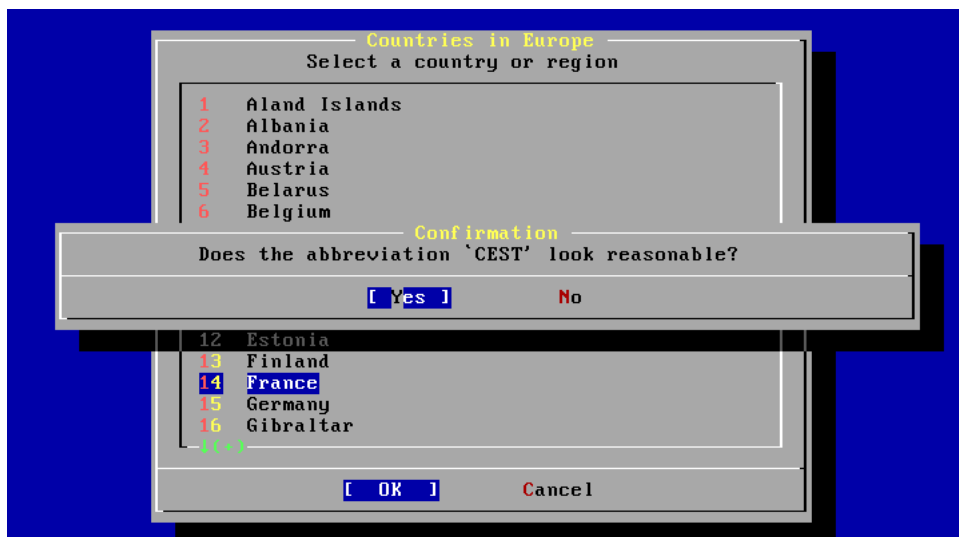 Countries in Europe
Select a country or region
1 Aland Islands
2 Albania
3 Andorra
4 Austria
5 Belarus
6 Belgium
Confirmation
Does the abbreviation `CEST' look reasonable?
[ Yes ] No
12 Estonia
13 Finland
14 France
15 Germany
16 Gibraltar
↓(+)
[ OK ] Cancel